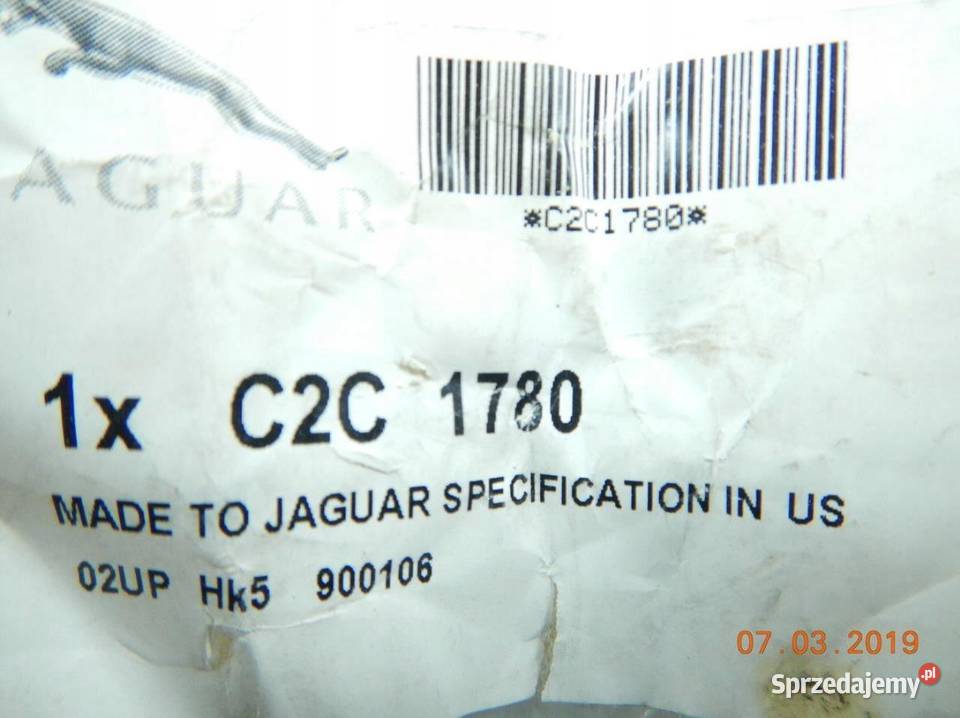 JAGUAR
*C2C1780*
1x C2C 1780
MADE TO JAGUAR SPECIFICATION IN US
02UP Hk5 900106
07.03.2019
Sprzedajemy.pl